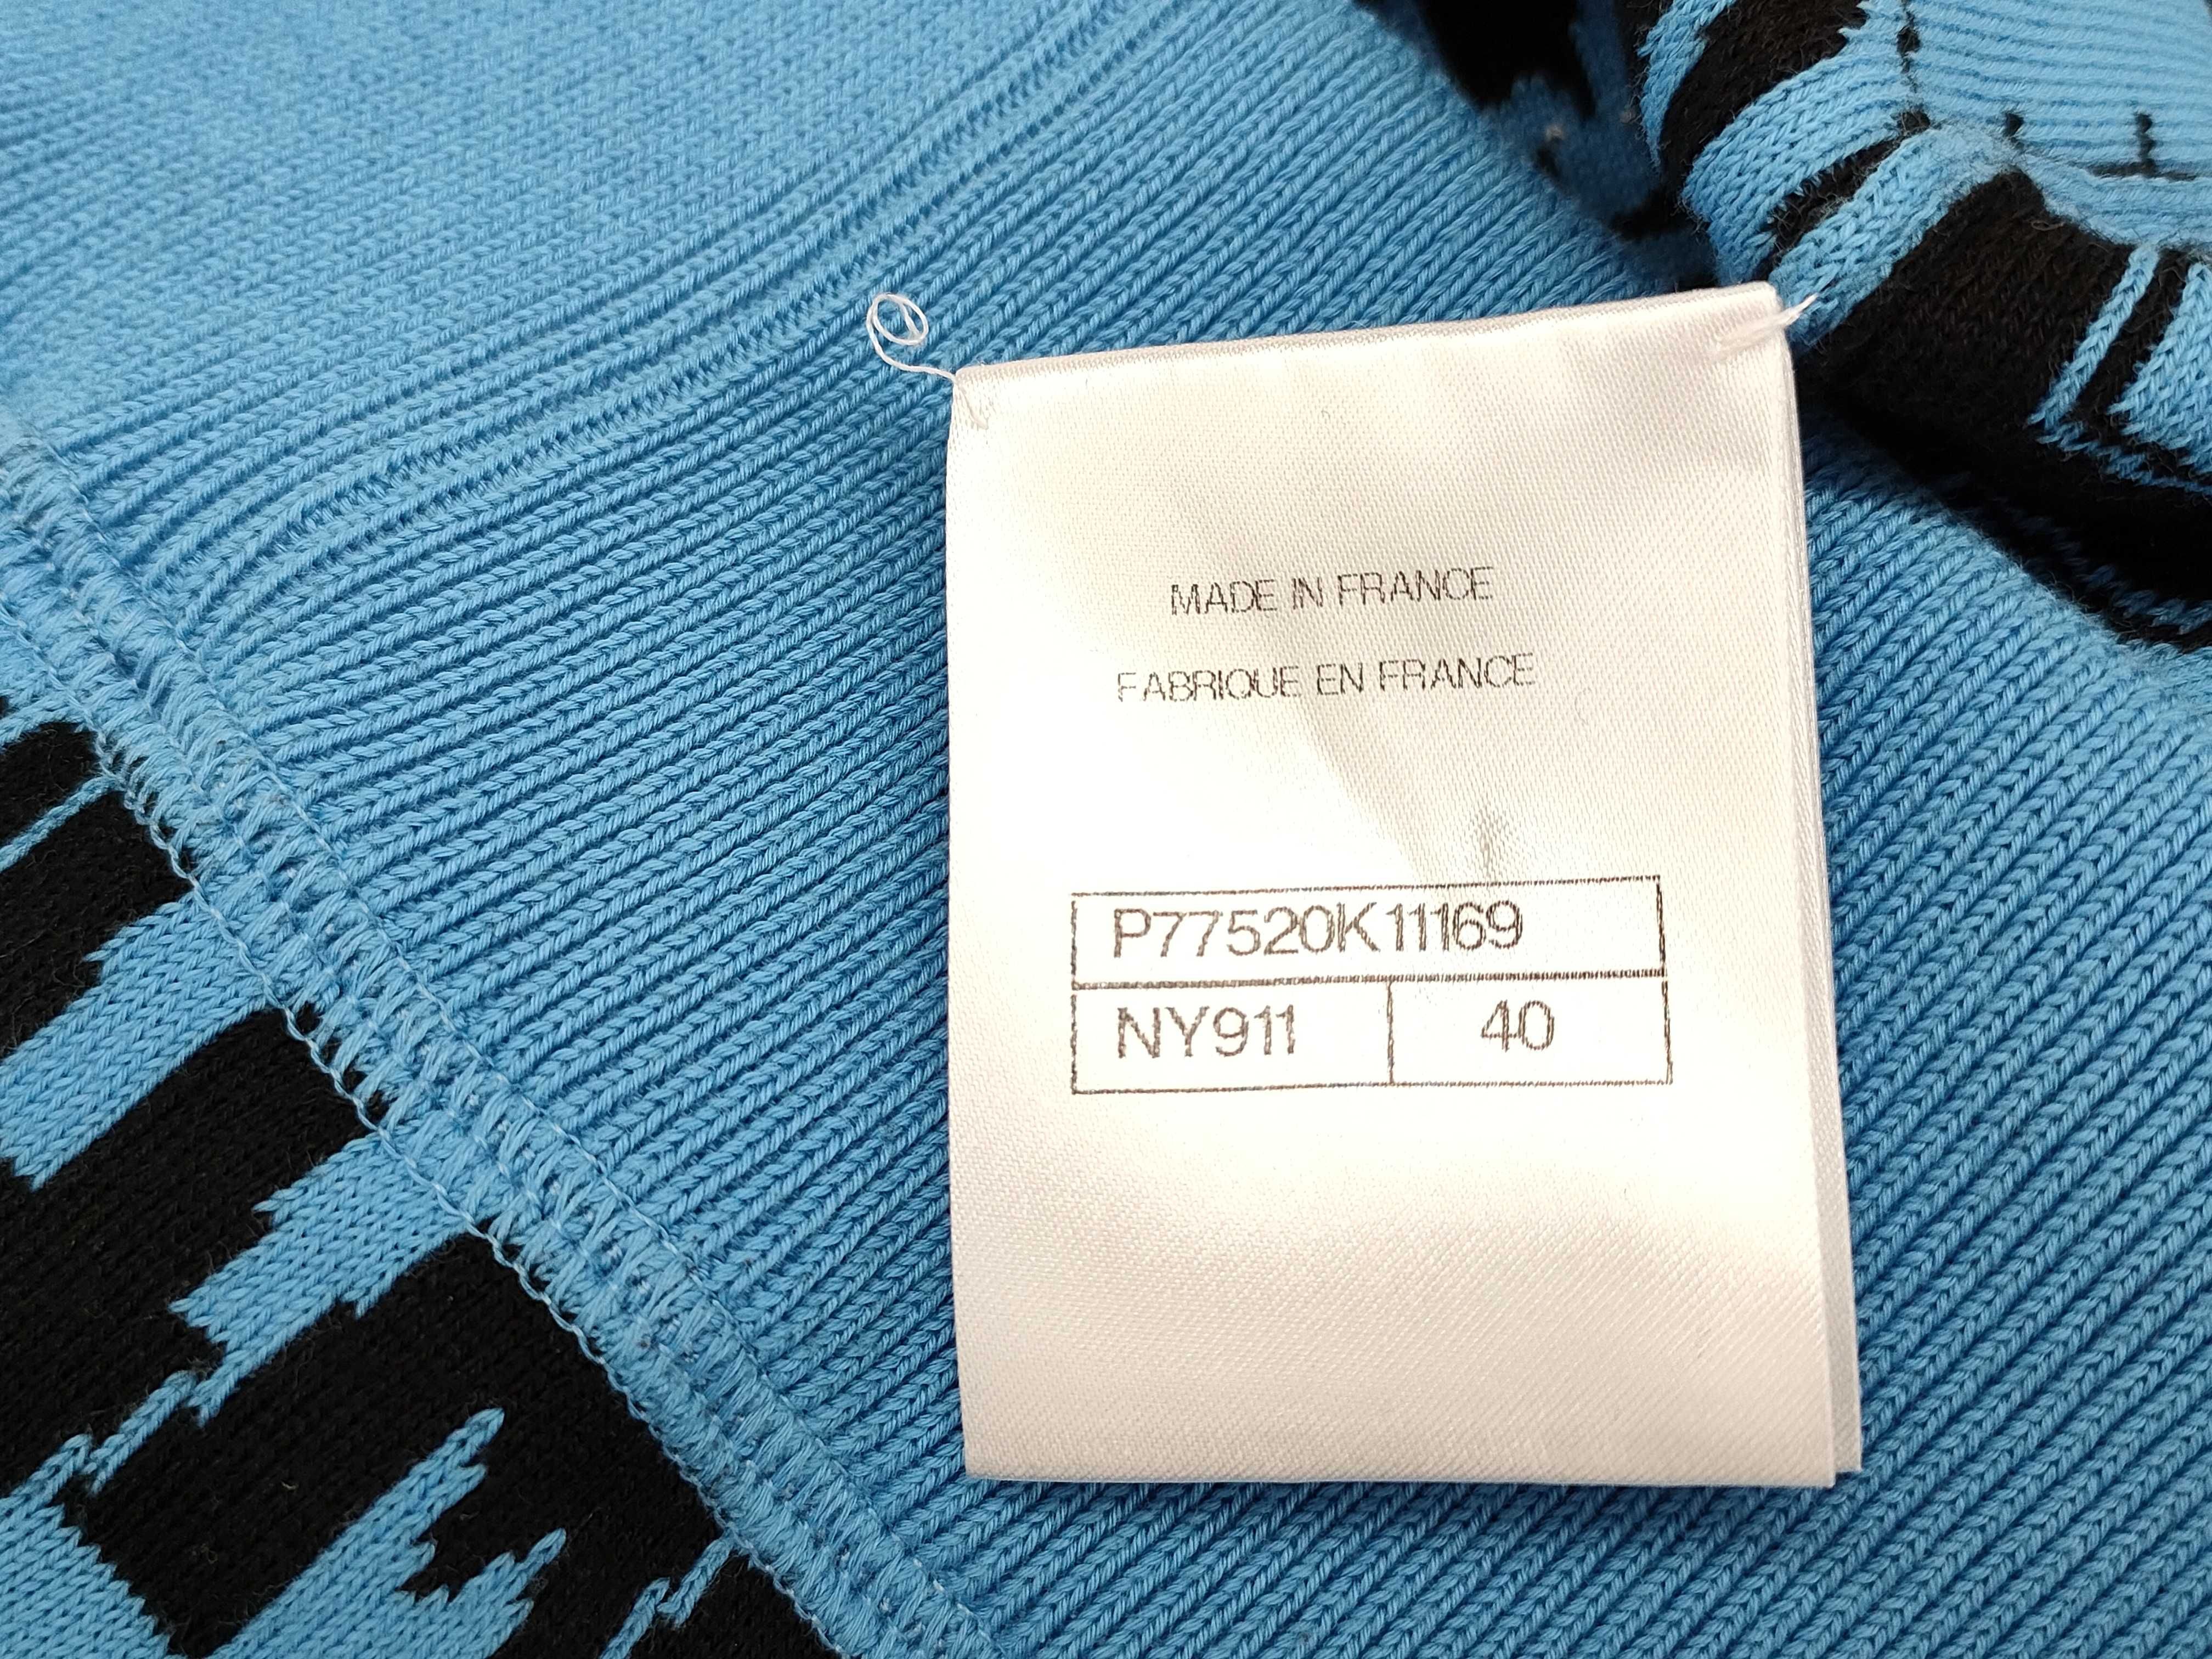 MADE IN FRANCE
FABRIQUE EN FRANCE
P77520K11169
NY911 40